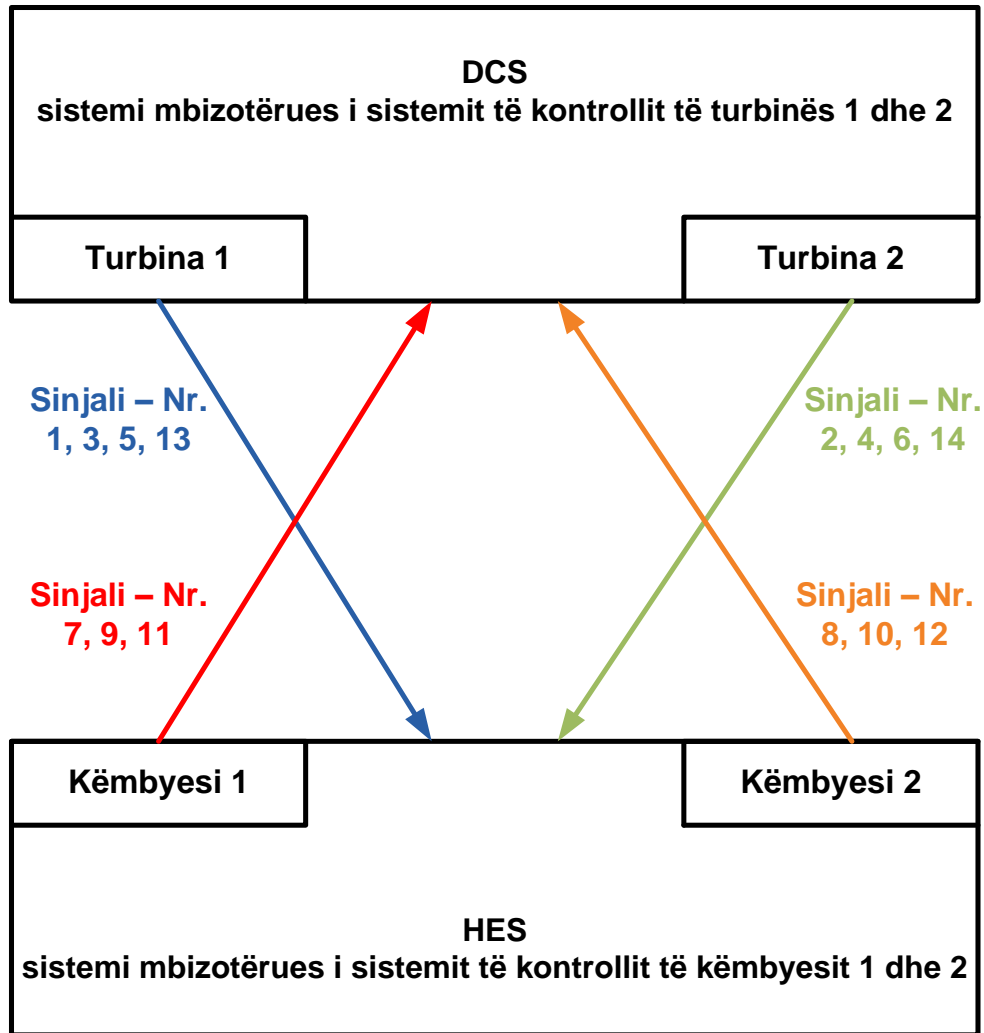 DCS
sistemi mbizotërues i sistemit të kontrollit të turbinës 1 dhe 2
Turbina 1
Turbina 2
Sinjali – Nr.
1, 3, 5, 13
Sinjali – Nr.
2, 4, 6, 14
Sinjali – Nr.
7, 9, 11
Sinjali – Nr.
8, 10, 12
Këmbyesi 1
Këmbyesi 2
HES
sistemi mbizotërues i sistemit të kontrollit të këmbyesit 1 dhe 2